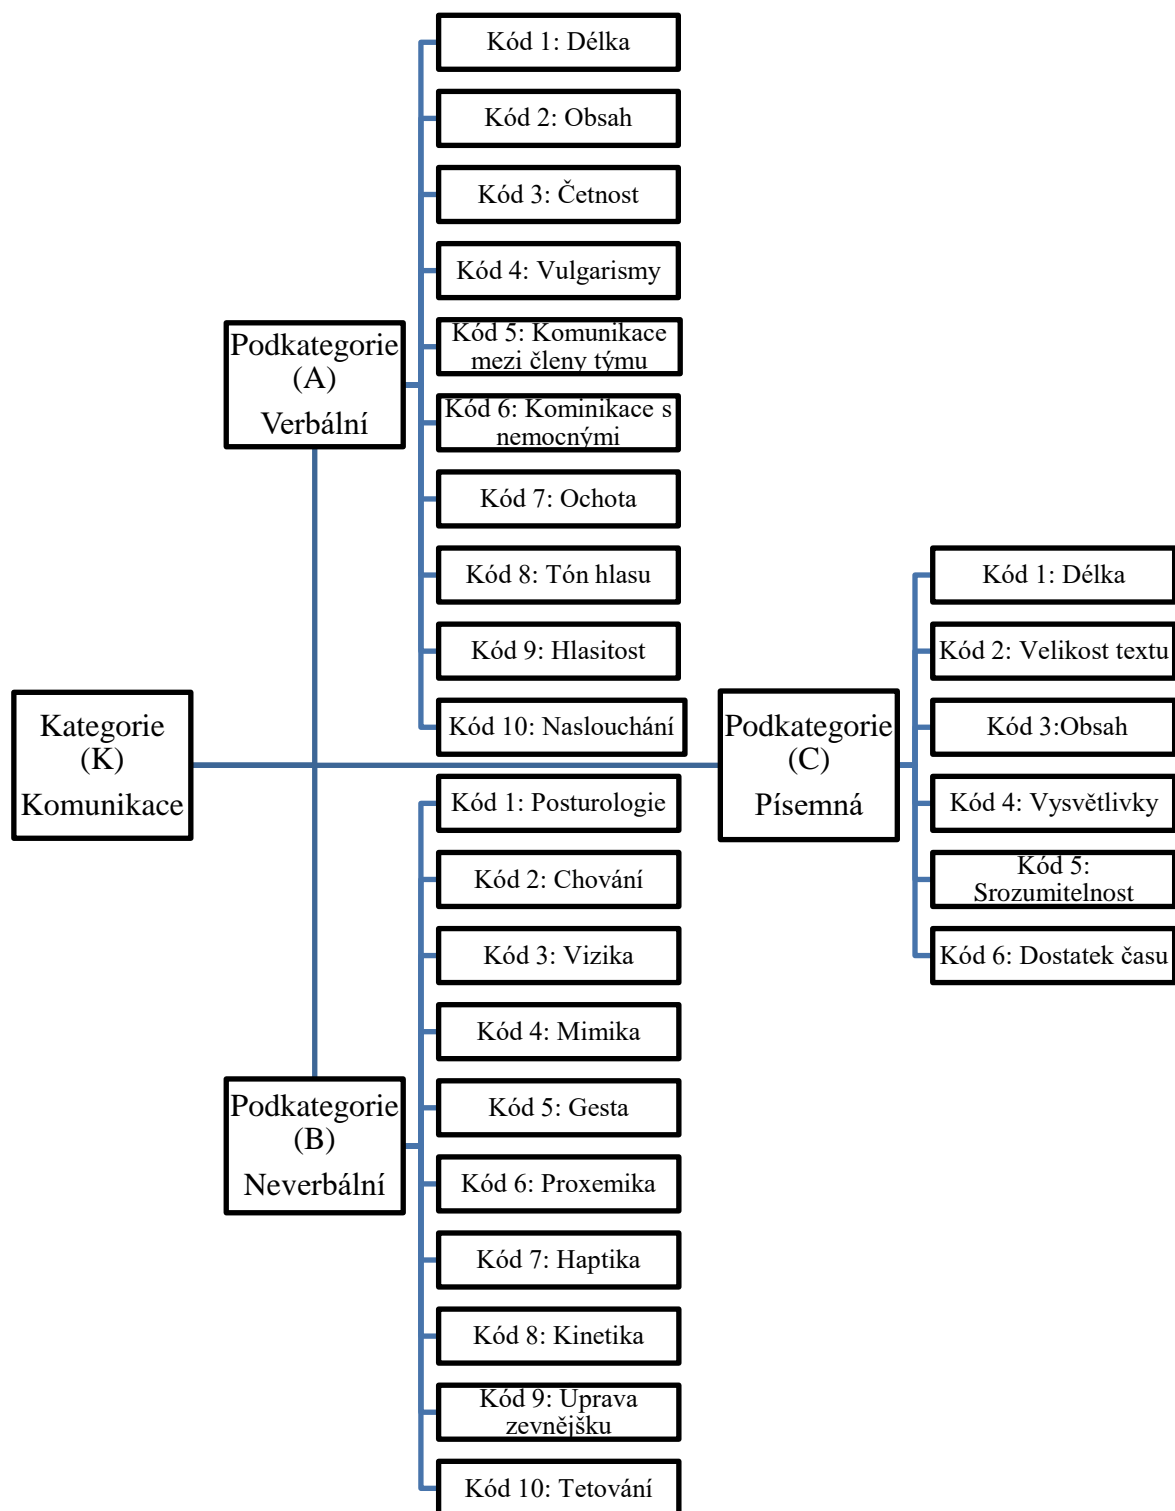 Kategorie
(K)
Komunikace
Podkategorie
(A)
Verbální
Kód 1: Délka
Kód 2: Obsah
Kód 3: Četnost
Kód 4: Vulgarismy
Kód 5: Komunikace
mezi členy týmu
Kód 6: Kominikace s
nemocnými
Kód 7: Ochota
Kód 8: Tón hlasu
Kód 9: Hlasitost
Kód 10: Naslouchání
Podkategorie
(B)
Neverbální
Kód 1: Posturologie
Kód 2: Chování
Kód 3: Vizika
Kód 4: Mimika
Kód 5: Gesta
Kód 6: Proxemika
Kód 7: Haptika
Kód 8: Kinetika
Kód 9: Uprava
zevnějšku
Kód 10: Tetování
Podkategorie
(C)
Písemná
Kód 1: Délka
Kód 2: Velikost textu
Kód 3:Obsah
Kód 4: Vysvětlivky
Kód 5:
Srozumitelnost
Kód 6: Dostatek času